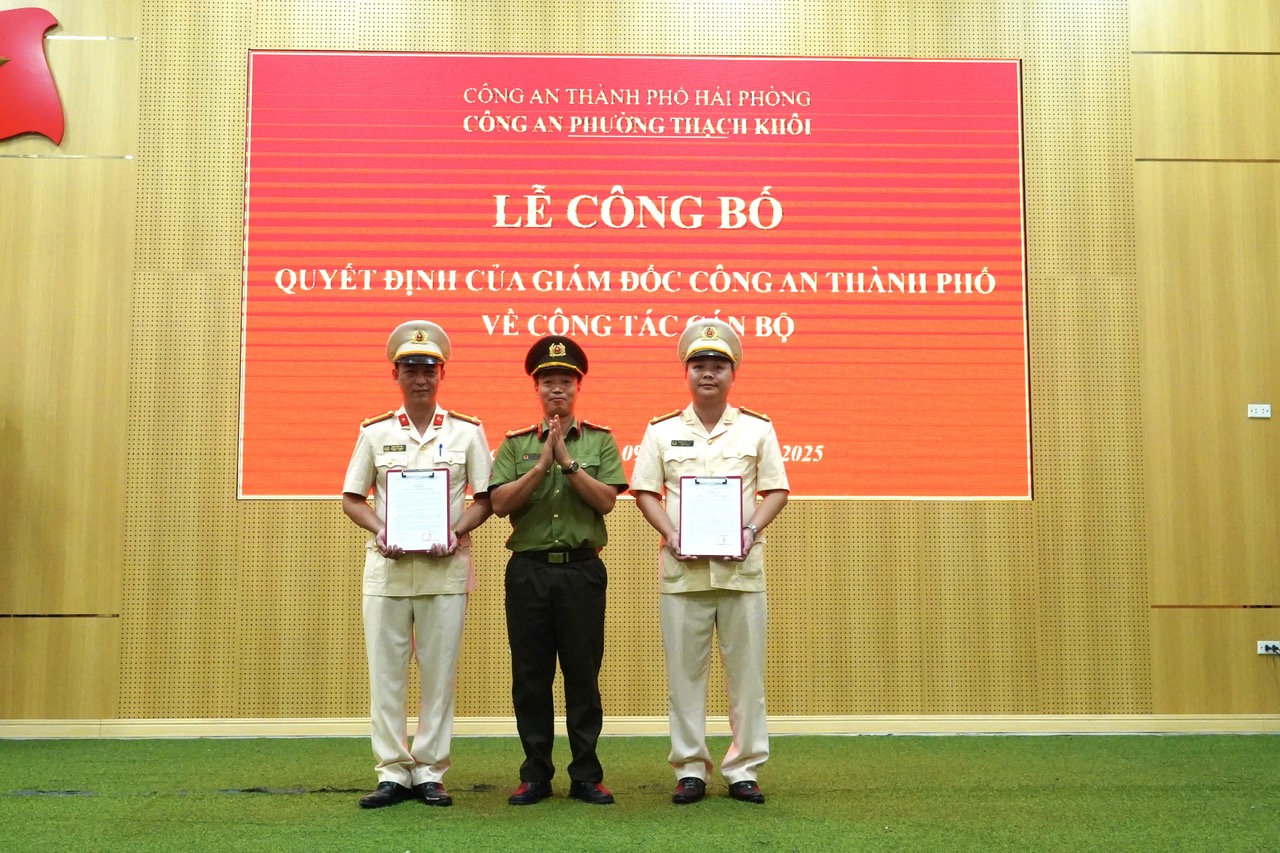 CÔNG AN THÀNH PHỐ HẢI PHÒNG
CÔNG AN PHƯỜNG THẠCH KHÔI
LỄ CÔNG BỐ
QUYẾT ĐỊNH CỦA GIÁM ĐỐC CÔNG AN THÀNH PHỐ
VỀ CÔNG TÁC CÁN BỘ
2025